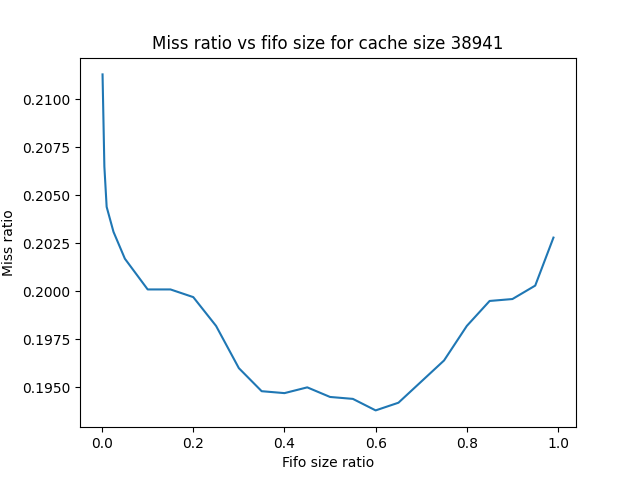 Miss ratio vs fifo size for cache size 38941
0.2100
0.2075
0.2050
0.2025
0.2000
0.1975
0.1950
Miss ratio
0.0 0.2 0.4 0.6 0.8 1.0
Fifo size ratio